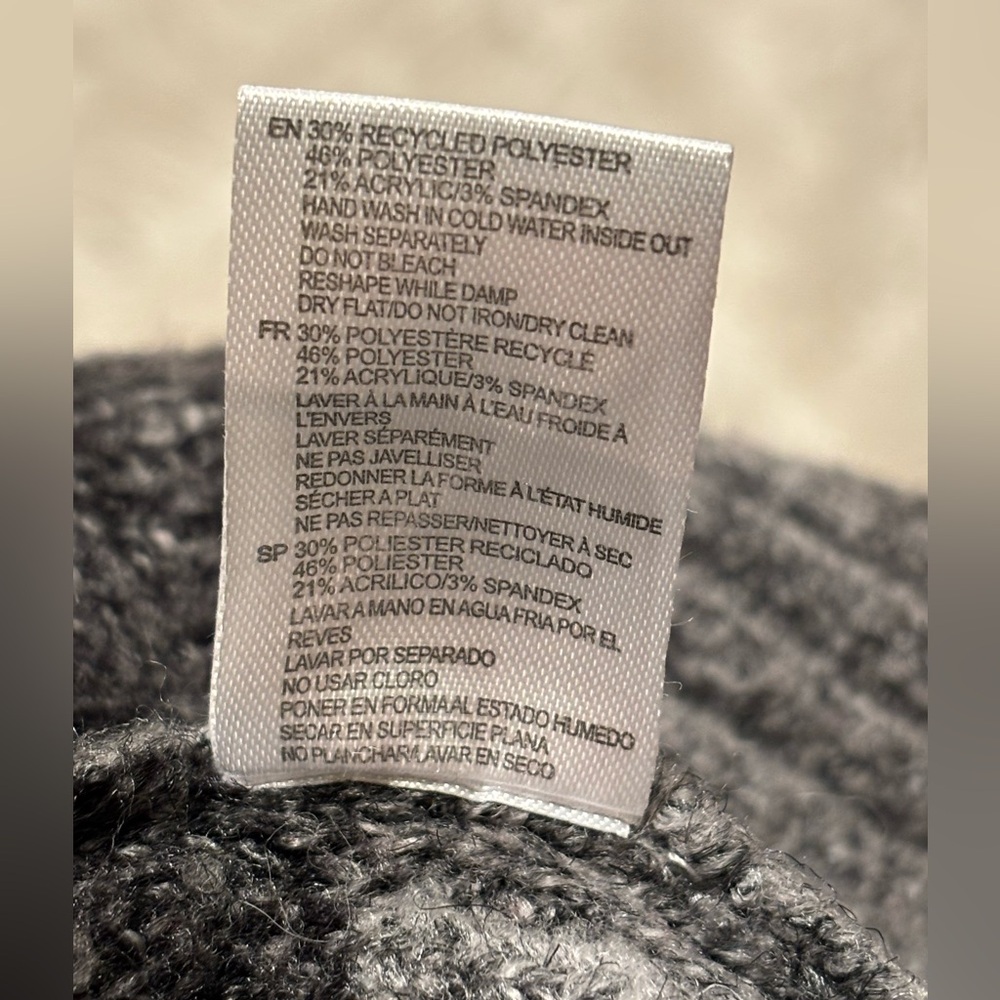 EN 30% RECYCLED POLYESTER
46% POLYESTER
21% ACRYLIC/3% SPANDEX
HAND WASH IN COLD WATER INSIDE OUT
WASH SEPARATELY
DO NOT BLEACH
RESHAPE WHILE DAMP
DRY FLAT/DO NOT IRON/DRY CLEAN
FR 30% POLYESTÈRE RECYCLÉ
46% POLYESTER
21% ACRYLIQUE/3% SPANDEX
LAVER À LA MAIN À L'EAU FROIDE À
L'ENVERS
LAVER SÉPARÉMENT
NE PAS JAVELLISER
REDONNER LA FORME À L'ÉTAT HUMIDE
SÉCHER A PLAT
NE PAS REPASSER/NETTOYER À SEC
SP 30% POLIESTER RECICLADO
46% POLIESTER
21% ACRILICO/3% SPANDEX
LAVAR A MANO EN AGUA FRIA POR EL
REVES
LAVAR POR SEPARADO
NO USAR CLORO
PONER EN FORMA AL ESTADO HUMEDO
SECAR EN SUPERFICIE PLANA
NO PLANCHAR/LAVAR EN SECO